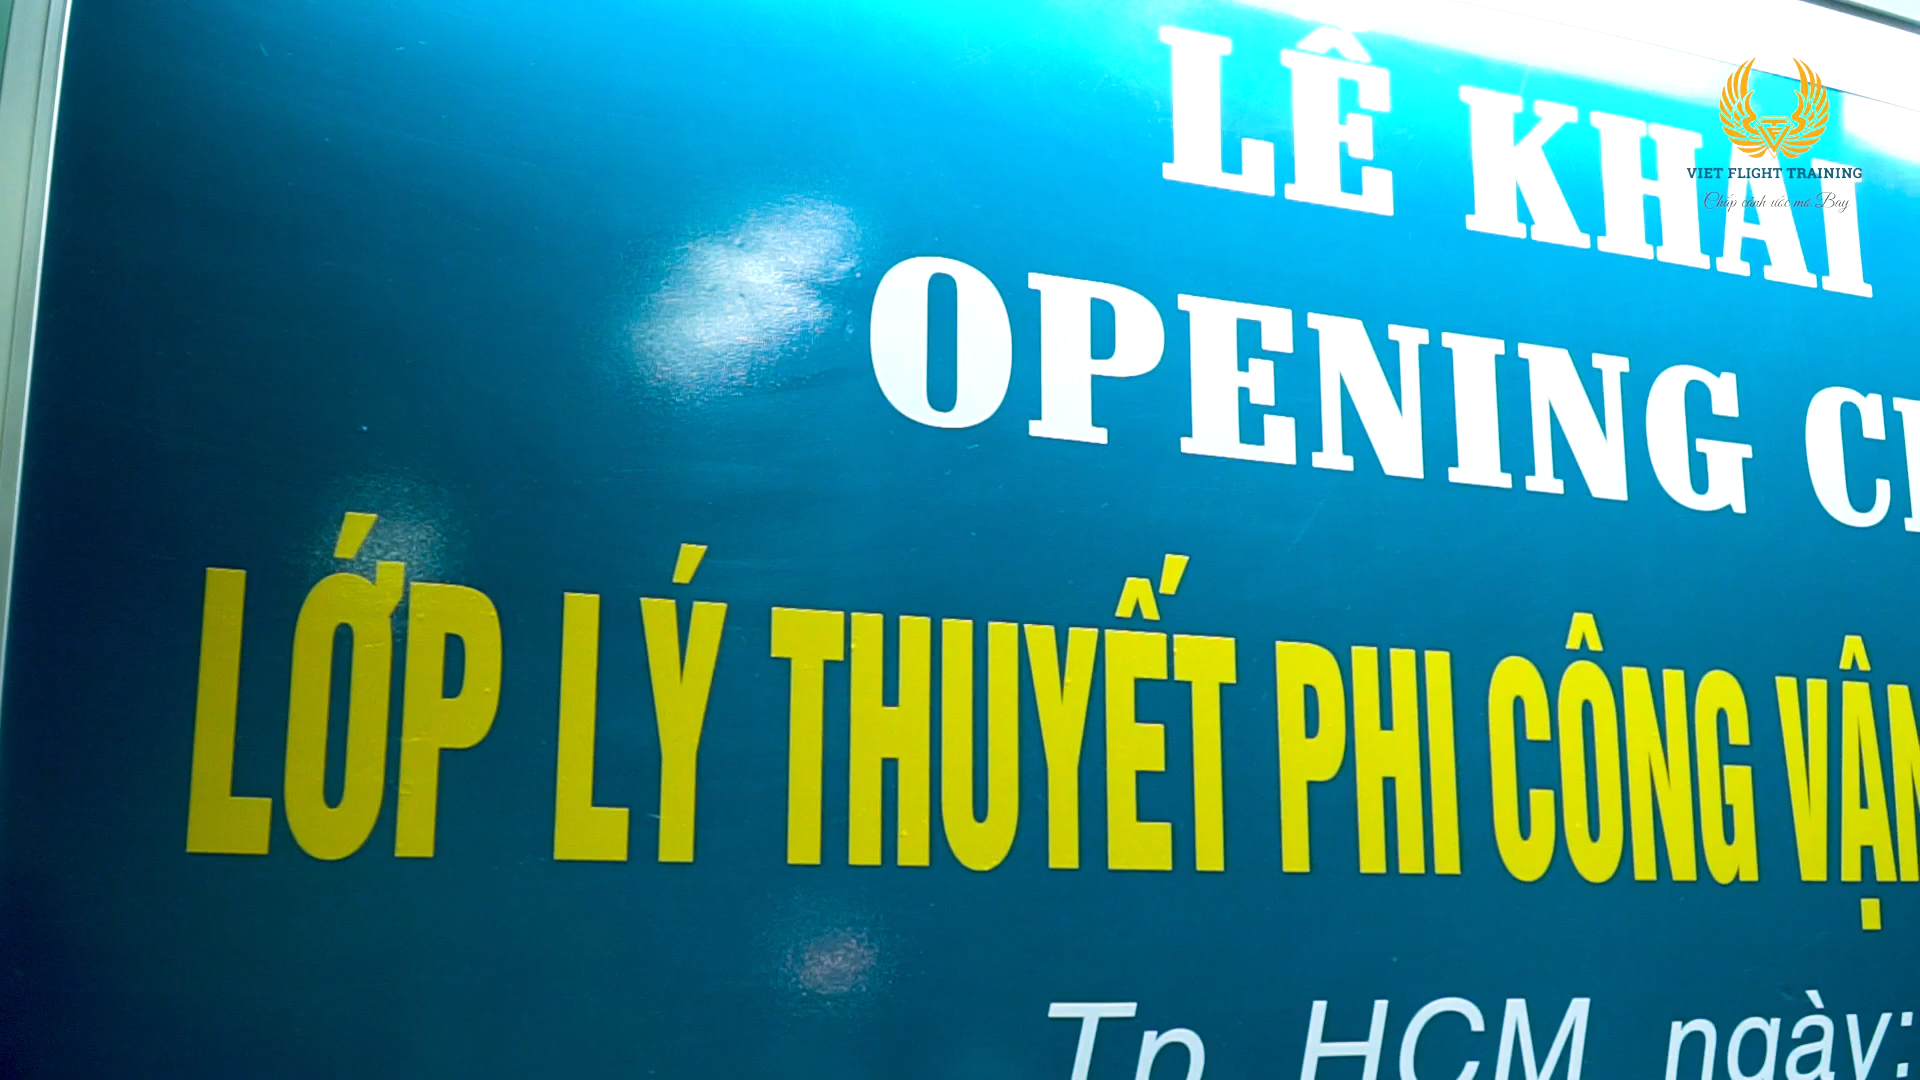 LỄ KHAI
OPENING
LỚP LÝ THUYẾT PHI CÔNG
Tp HCM ngày:
VIET FLIGHT TRAINING
Chắp cánh ước mơ Bay